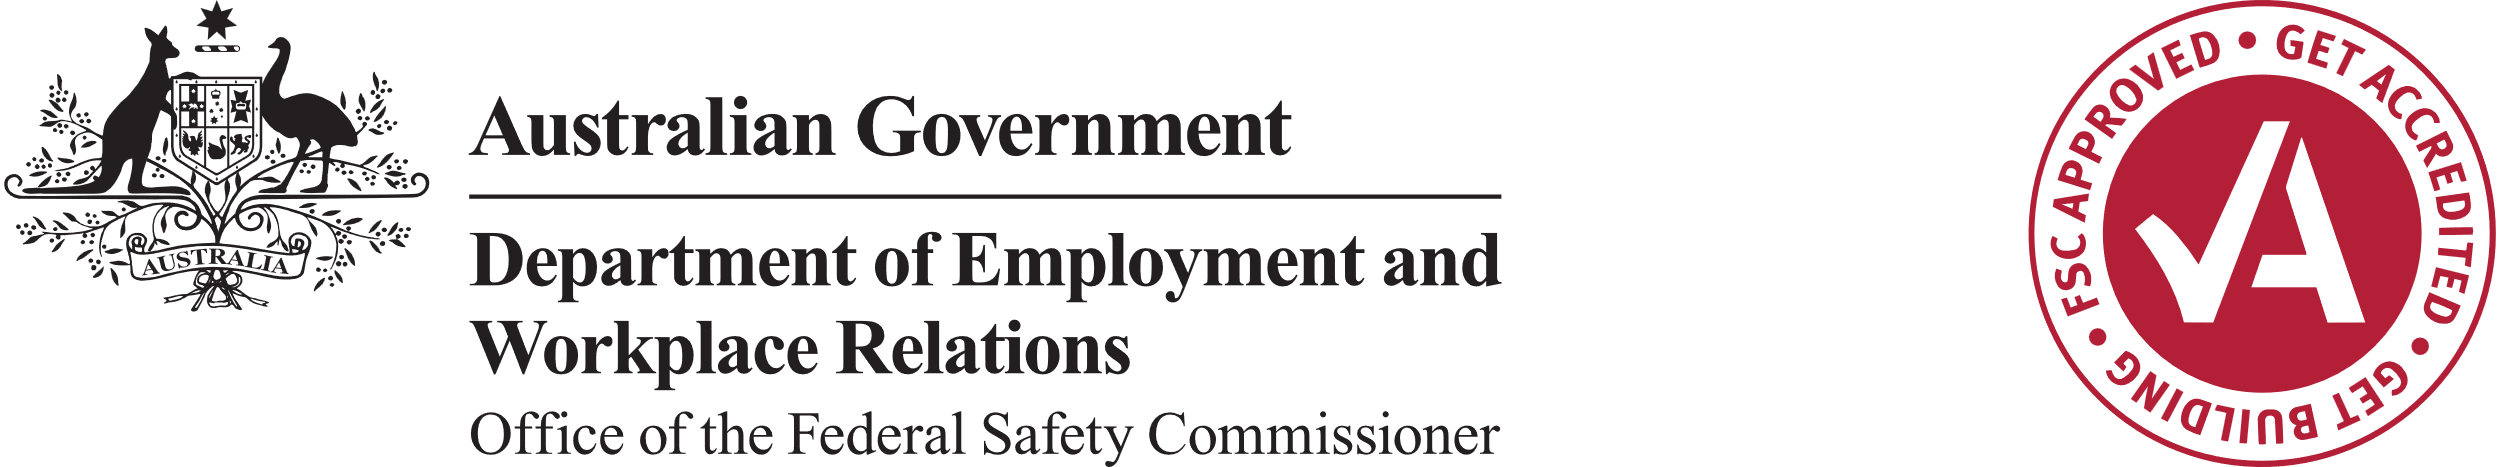 Australian Government
Department of Employment and
Workplace Relations
Office of the Federal Safety Commissioner
AUSTRALIA
GET ACCREDITED • GET BUILDING • FSC APPROVED •